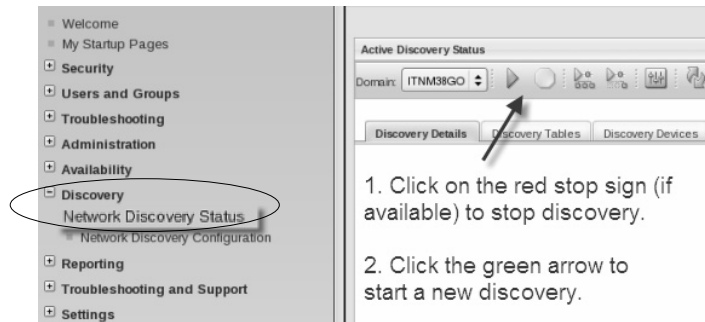 Welcome
My Startup Pages
Security
Users and Groups
Troubleshooting
Administration
Availability
Discovery
Network Discovery Status
Network Discovery Configuration
Reporting
Troubleshooting and Support
Settings
Active Discovery Status
Domain: ITNM38GO
Discovery Details Discovery Tables Discovery Devices
1. Click on the red stop sign (if
available) to stop discovery.
2. Click the green arrow to
start a new discovery.